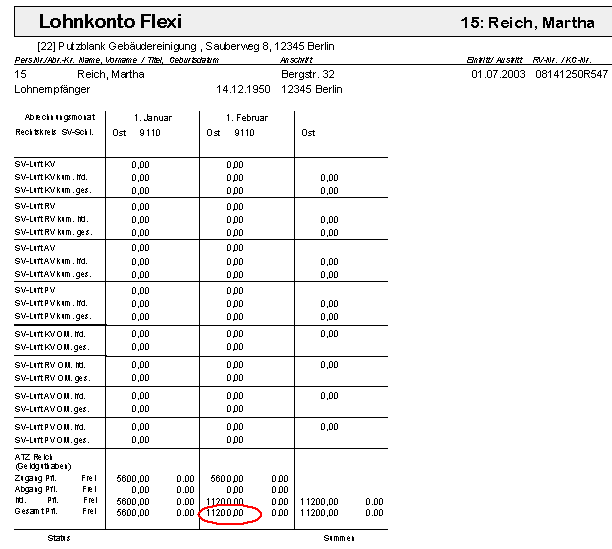 Lohnkonto Flexi 15: Reich, Martha
[22] Putzblank Gebäudereinigung , Sauberweg 8, 12345 Berlin
Pers.Nr./Abr.-Kr. Name, Vorname / Titel, Geburtsdatum Anschrift Eintritt/ Austritt RV-Nr. / KG-Nr.
15 Reich, Martha Bergstr. 32 01.07.2003 08141250R547
Lohnempfänger 14.12.1950 12345 Berlin
Abrechnungsmonat 1. Januar 1. Februar
Rechtskreis SV-Schl. Ost 9110 Ost 9110 Ost
SV-Luft KV 0,00 0,00
SV-Luft KV kum. lfd. 0,00 0,00 0,00
SV-Luft KV kum. ges. 0,00 0,00 0,00
SV-Luft RV 0,00 0,00
SV-Luft RV kum. lfd. 0,00 0,00 0,00
SV-Luft RV kum. ges. 0,00 0,00 0,00
SV-Luft AV 0,00 0,00
SV-Luft AV kum. lfd. 0,00 0,00 0,00
SV-Luft AV kum. ges. 0,00 0,00 0,00
SV-Luft PV 0,00 0,00
SV-Luft PV kum. lfd. 0,00 0,00 0,00
SV-Luft PV kum. ges. 0,00 0,00 0,00
SV-Luft KV OM. lfd. 0,00 0,00 0,00
SV-Luft KV OM. ges. 0,00 0,00
SV-Luft RV OM. lfd. 0,00 0,00 0,00
SV-Luft RV OM. ges. 0,00 0,00
SV-Luft AV OM. lfd. 0,00 0,00 0,00
SV-Luft AV OM. ges. 0,00 0,00
SV-Luft PV OM. lfd. 0,00 0,00 0,00
SV-Luft PV OM. ges. 0,00 0,00
ATZ Reich
(Geldguthaben)
Zugang Pfl. Frei 5600,00 0.00 5600,00 0.00
Abgang Pfl. Frei 0,00 0.00 0,00 0.00
lfd. Pfl. Frei 5600,00 0.00 11200,00 0.00 11200,00 0.00
Gesamt Pfl. Frei 5600,00 0.00 11200,00 0.00 11200,00 0.00
Status Summen